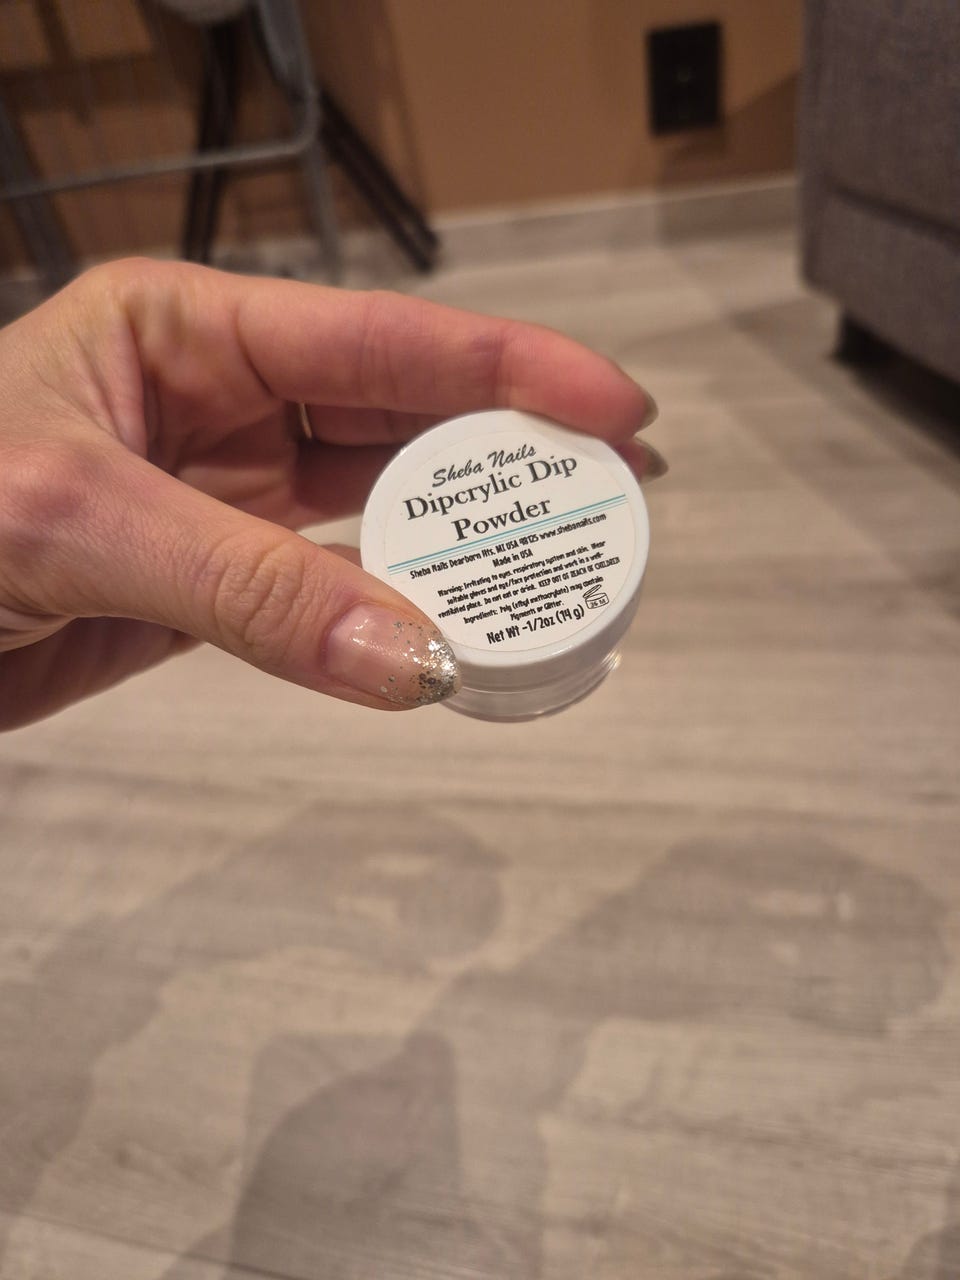 Sheba Nails
Dipcrylic Dip
Powder
Sheba Nails Dearborn Hts. MI USA 48125 www.shebanails.com
Made in USA
Warning: Irritating to eyes, respiratory system and skin. Wear
suitable gloves and eye/face protection and work in a well-
ventilated place. Do not eat or drink. KEEP OUT OF REACH OF CHILDREN
Ingredients: Poly (ethyl methacrylate) may contain
Pigments or Glitter.
Net Wt -1/2oz (14 g)